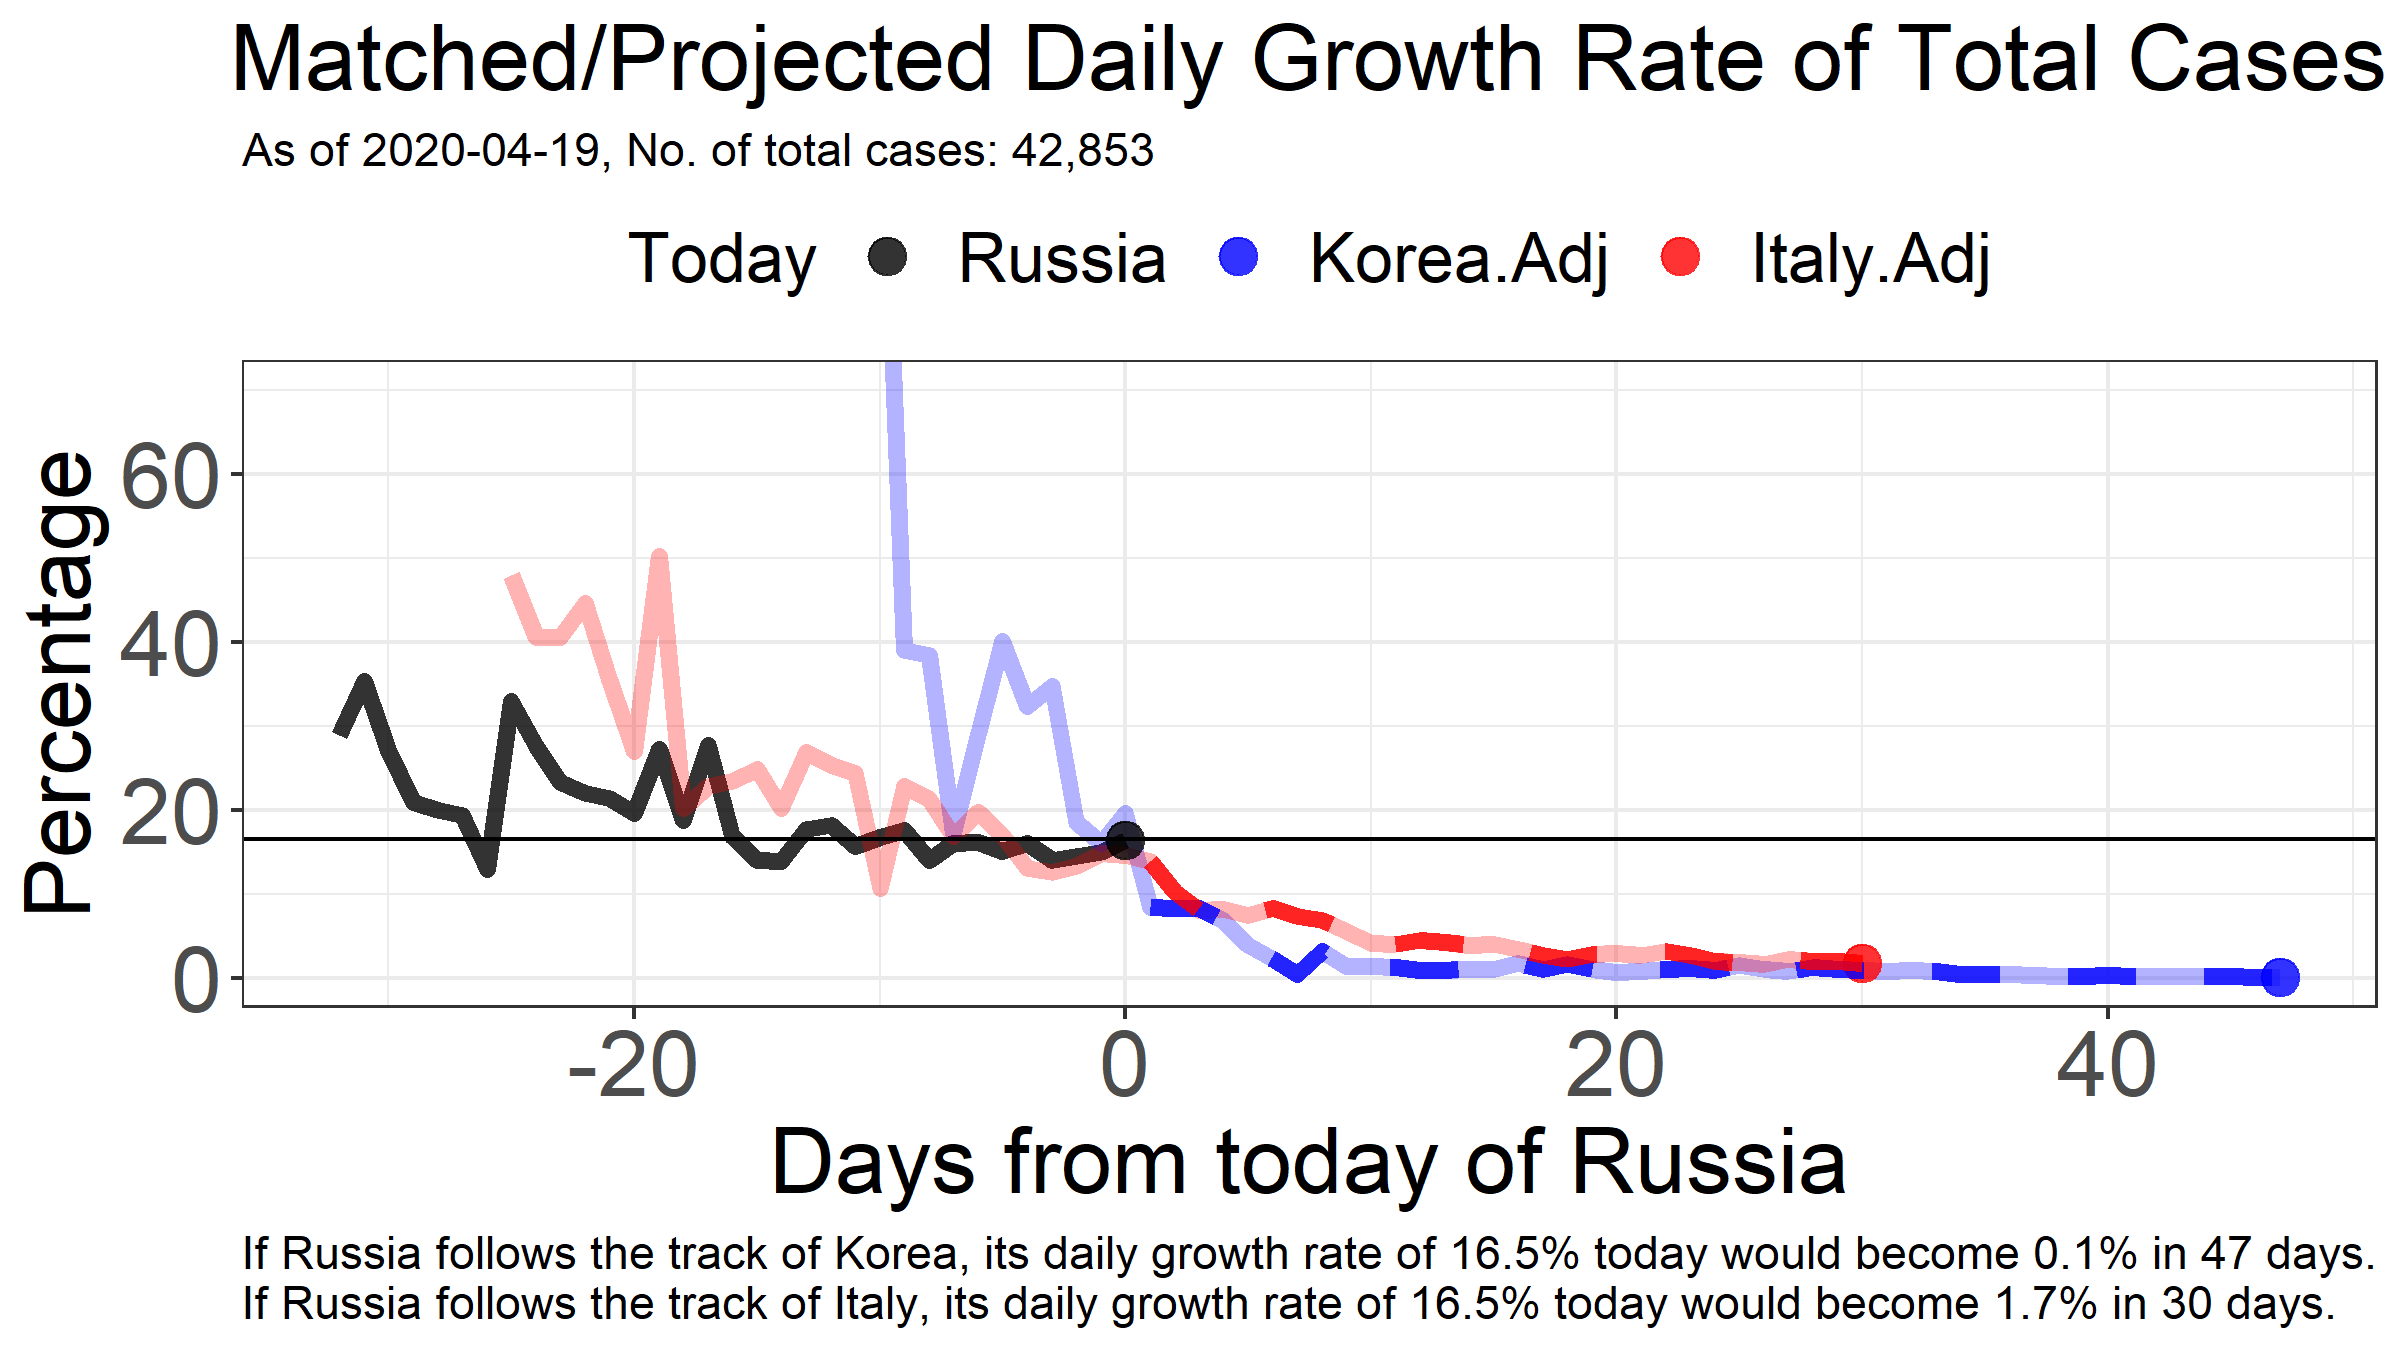 Matched/Projected Daily Growth Rate of Total Cases
As of 2020-04-19, No. of total cases: 42,853
Today Russia Korea.Adj Italy.Adj
Percentage
60
40
20
0
-20 0 20 40
Days from today of Russia
If Russia follows the track of Korea, its daily growth rate of 16.5% today would become 0.1% in 47 days.
If Russia follows the track of Italy, its daily growth rate of 16.5% today would become 1.7% in 30 days.